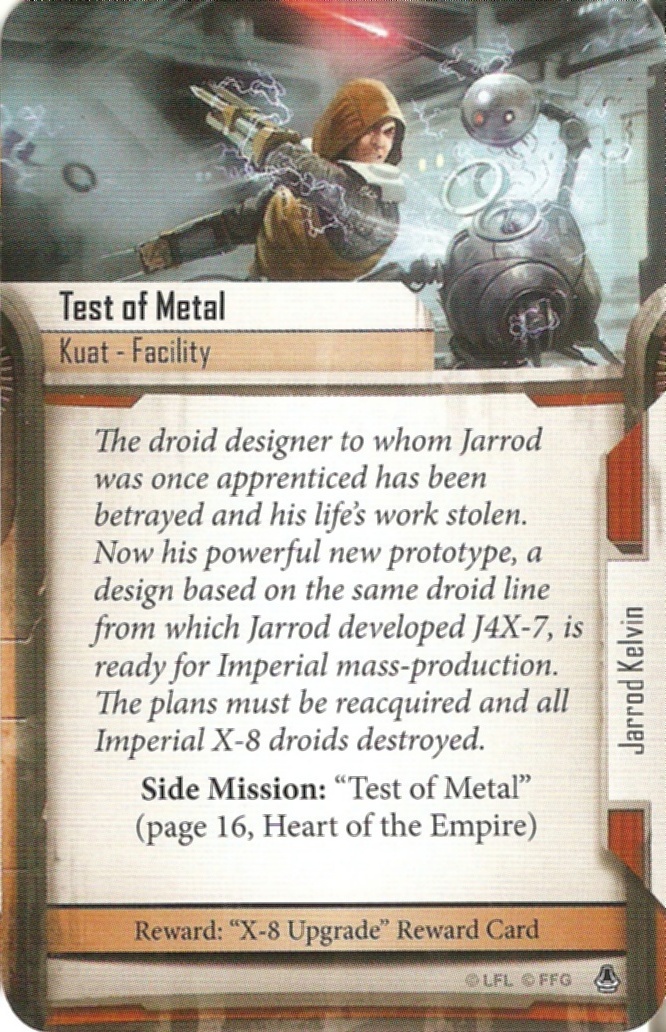 Test of Metal
Kuat - Facility
The droid designer to whom Jarrod
was once apprenticed has been
betrayed and his life's work stolen.
Now his powerful new prototype, a
design based on the same droid line
from which Jarrod developed J4X-7, is
ready for Imperial mass-production.
The plans must be reacquired and all
Imperial X-8 droids destroyed.
Side Mission: “Test of Metal”
(page 16, Heart of the Empire)
Jarrod Kelvin
Reward: “X-8 Upgrade” Reward Card
© LFL © FFG